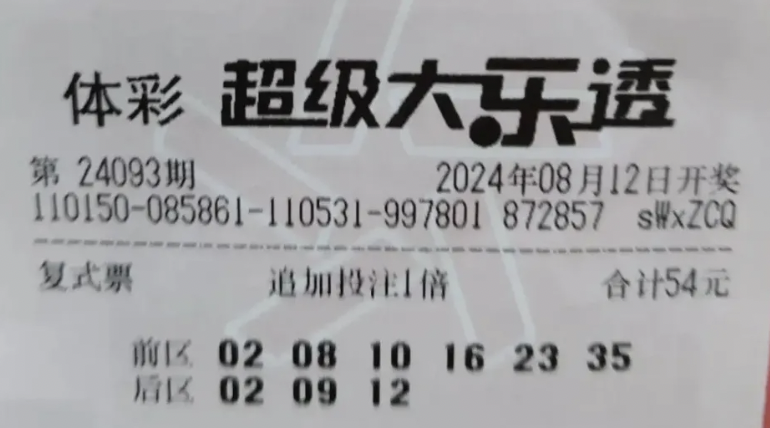 体彩 超级大乐透
第 24093期 2024年08月12日开奖
110150-085861-110531-997801 872857 sWxZCQ
复式票 追加投注1倍 合计54元
前区 02 08 10 16 23 35
后区 02 09 12